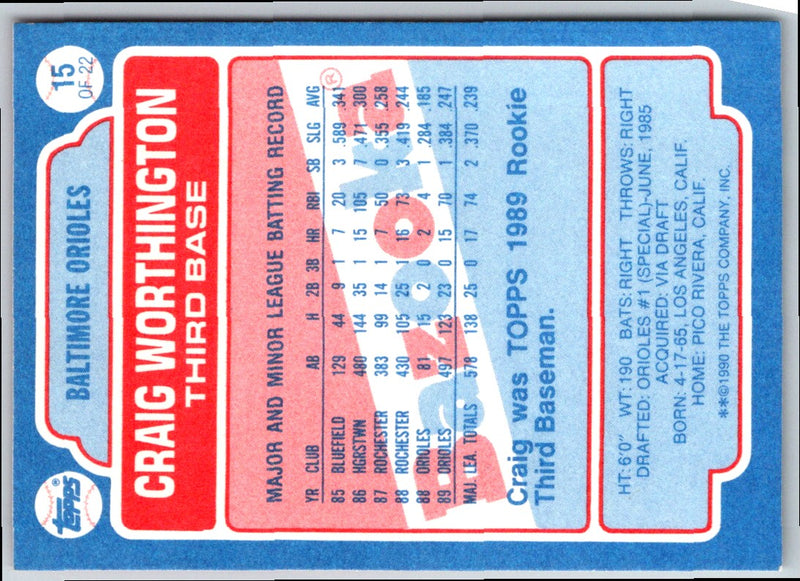 TOPPS®
15
OF 22
BALTIMORE ORIOLES
CRAIG WORTHINGTON
THIRD BASE
Bazooka®
MAJOR AND MINOR LEAGUE BATTING RECORD
YR CLUB AB H 2B 3B HR RBI SB SLG AVG
85 BLUEFIELD 129 44 9 1 7 20 3 .589 .341
86 HGRSTWN 480 144 35 1 15 105 7 .471 .300
87 ROCHESTER 383 99 14 1 7 50 0 .355 .258
88 ROCHESTER 430 105 25 1 16 73 3 .419 .244
88 ORIOLES 81 15 2 0 2 4 1 .284 .185
89 ORIOLES 497 123 23 0 15 70 1 .384 .247
MAJ. LEA. TOTALS 578 138 25 0 17 74 2 .370 .239
Craig was TOPPS 1989 Rookie
Third Baseman.
HT: 6'0" WT: 190 BATS: RIGHT THROWS: RIGHT
DRAFTED: ORIOLES #1 (SPECIAL)-JUNE, 1985
ACQUIRED: VIA DRAFT
BORN: 4-17-65, LOS ANGELES, CALIF.
HOME: PICO RIVERA, CALIF.
**©1990 THE TOPPS COMPANY, INC.